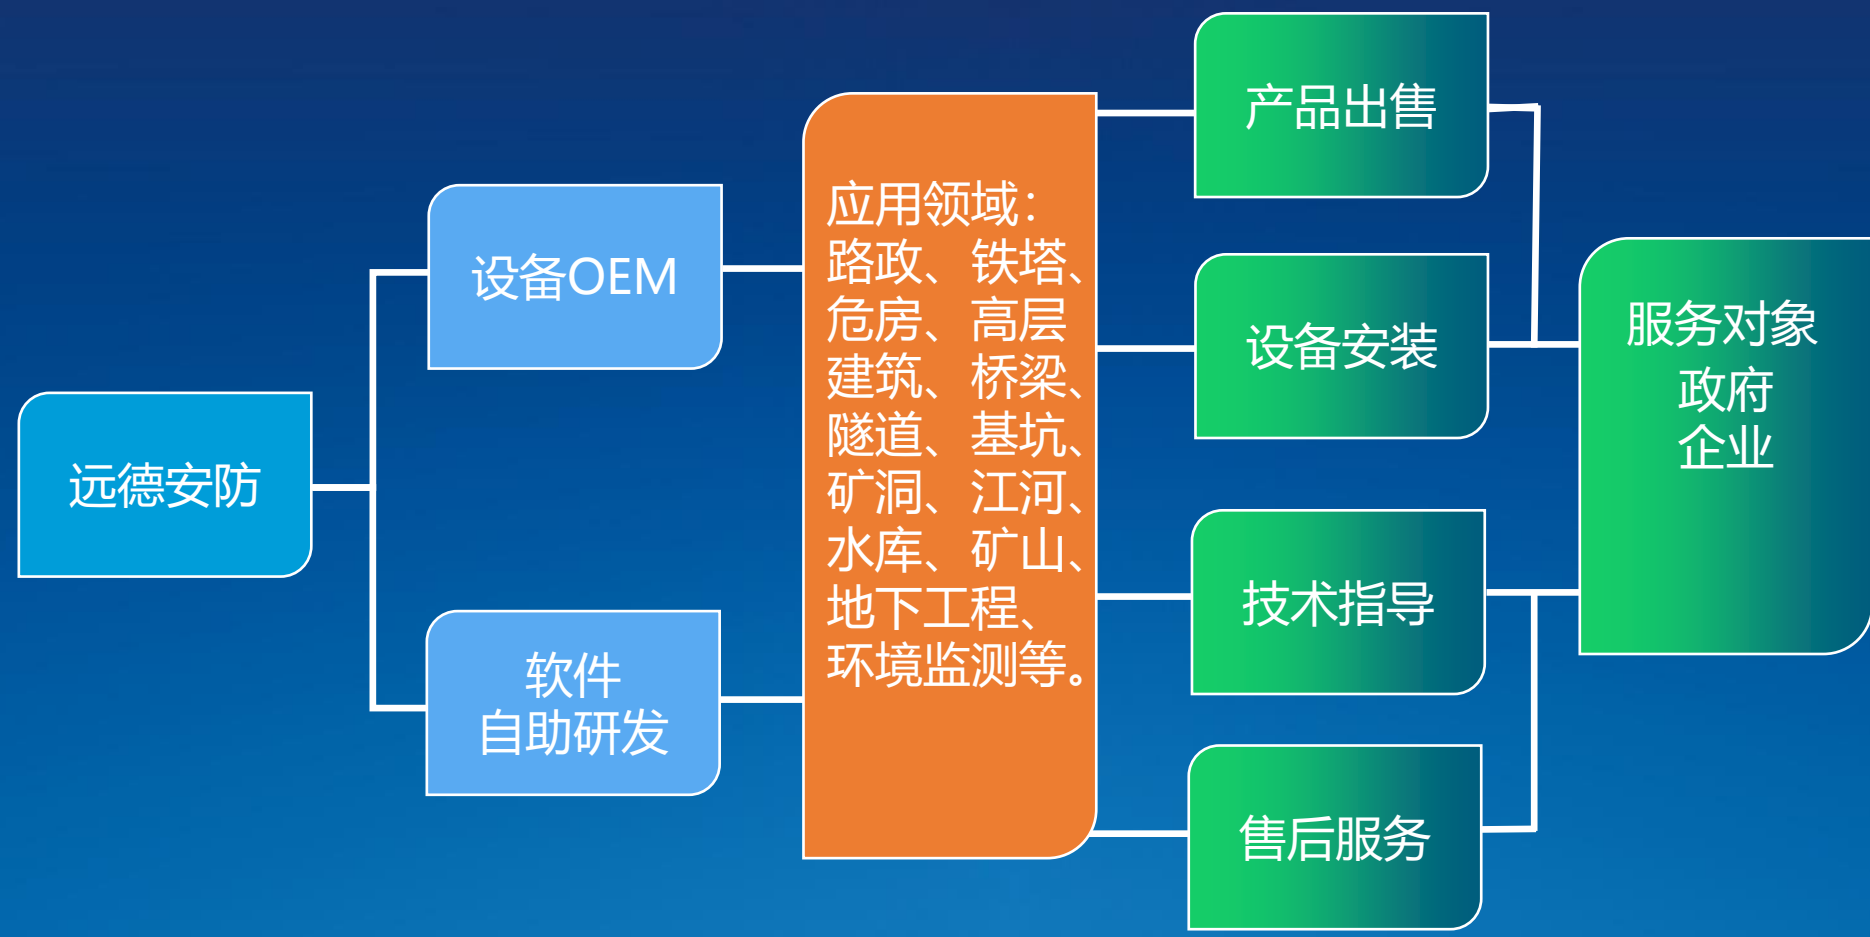 远德安防
设备OEM
软件
自助研发
应用领域：
路政、铁塔、
危房、高层
建筑、桥梁、
隧道、基坑、
矿洞、江河、
水库、矿山、
地下工程、
环境监测等。
产品出售
设备安装
技术指导
售后服务
服务对象
政府
企业